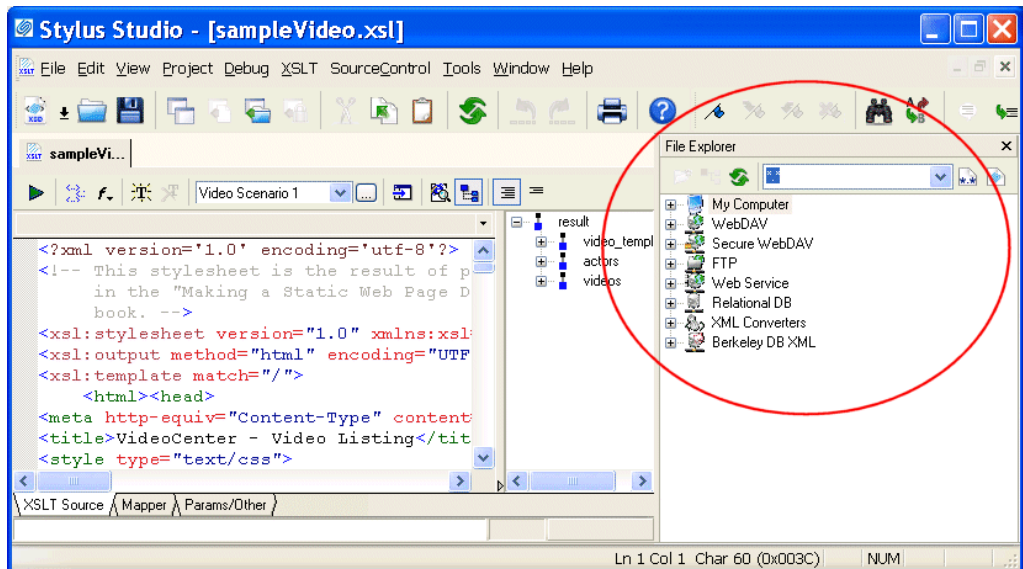 Stylus Studio - [sampleVideo.xsl]
File Edit View Project Debug XSLT SourceControl Tools Window Help
sampleVi...
Video Scenario 1
<?xml version='1.0' encoding='utf-8'?>
<!-- This stylesheet is the result of p
in the "Making a Static Web Page D
book. -->
<xsl:stylesheet version="1.0" xmlns:xsl
<xsl:output method="html" encoding="UTF
<xsl:template match="/">
<html><head>
<meta http-equiv="Content-Type" content
<title>VideoCenter - Video Listing</tit
<style type="text/css">
XSLT Source
Mapper
Params/Other
result
video_templ
actors
videos
File Explorer
*.*
My Computer
WebDAV
Secure WebDAV
FTP
Web Service
Relational DB
XML Converters
Berkeley DB XML
Ln 1 Col 1 Char 60 (0x003C)
NUM